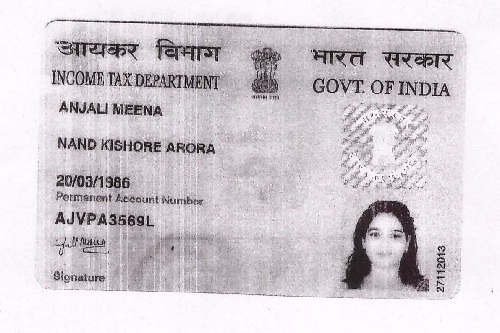 आयकर विभाग
INCOME TAX DEPARTMENT
भारत सरकार
GOVT. OF INDIA
ANJALI MEENA
NAND KISHORE ARORA
20/03/1986
Permanent Account Number
AJVPA3569L
Signature
27112013